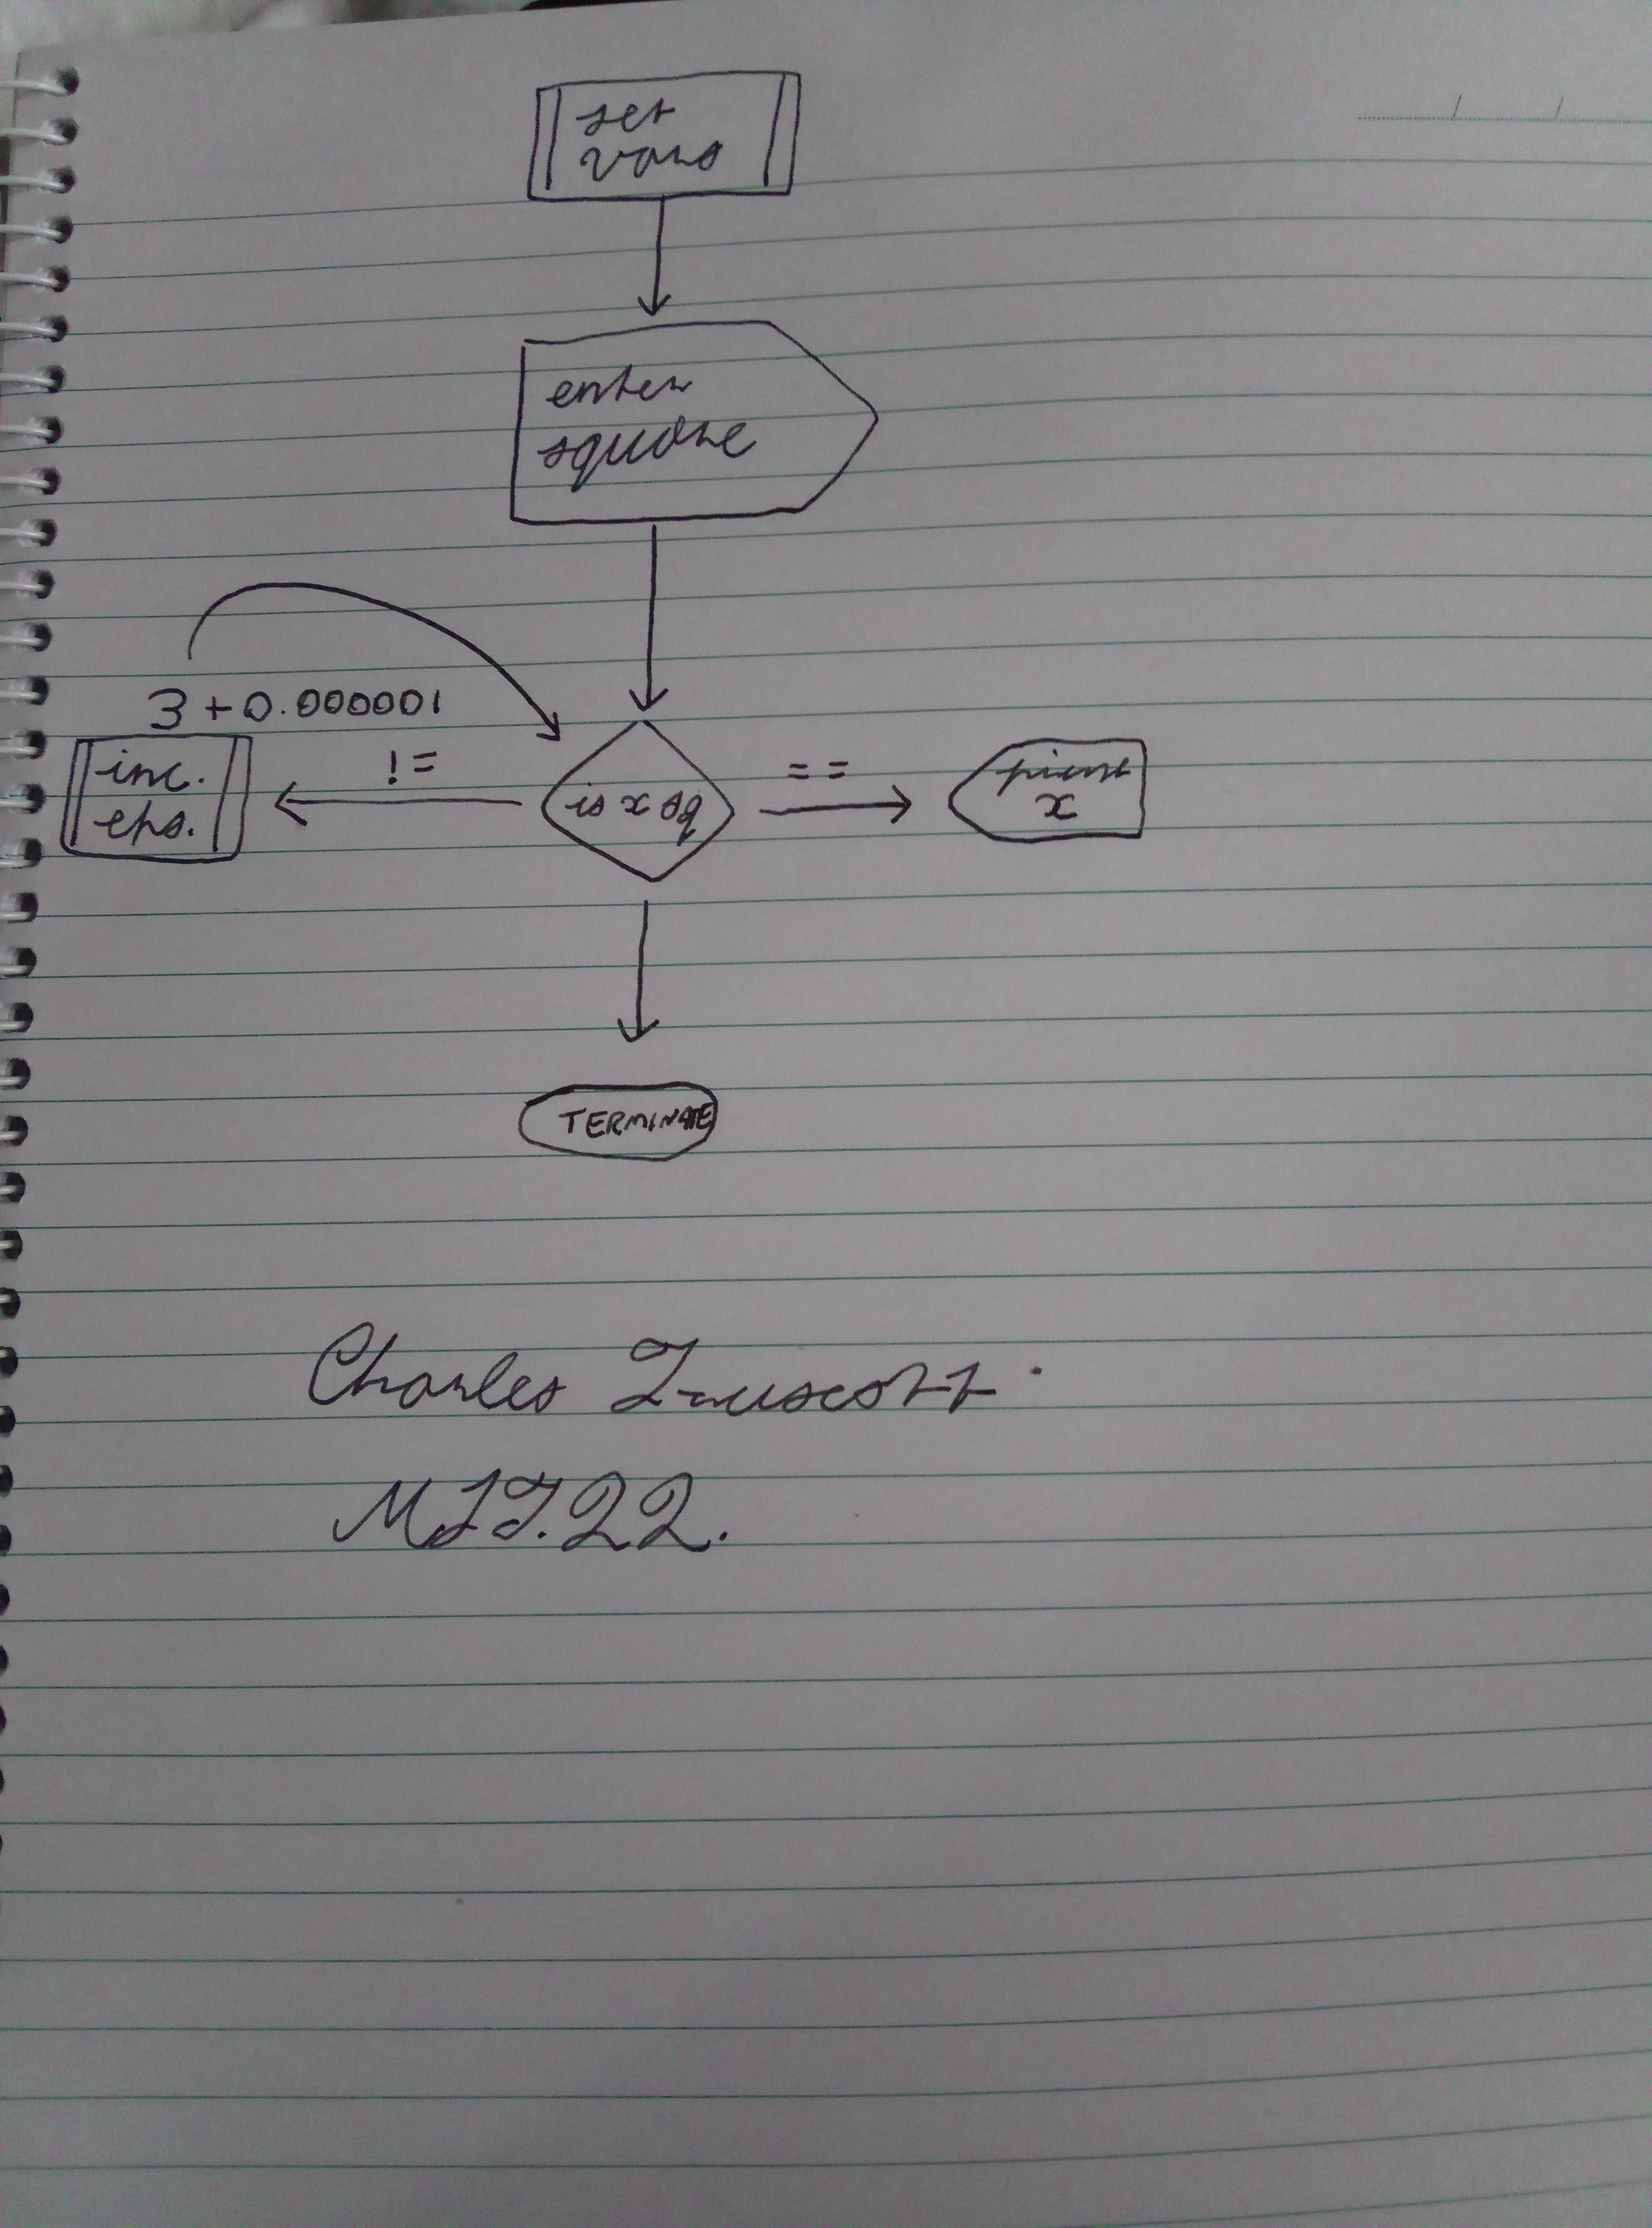 set
vars
enter
square
3 + 0.000001
inc.
eps.
!=
is x sq
==
print
x
TERMINATE
Charles Truscott.
MIT.22.